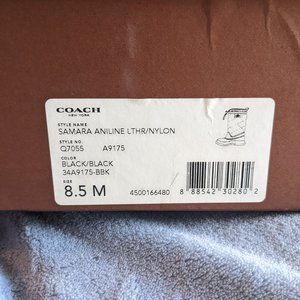 COACH
NEW YORK
STYLE NAME
SAMARA ANILINE LTHR/NYLON
STYLE NO.
Q7055 A9175
COLOR
BLACK/BLACK
34A9175-BBK
SIZE
8.5 M
4500166480
8 88542 30280 2